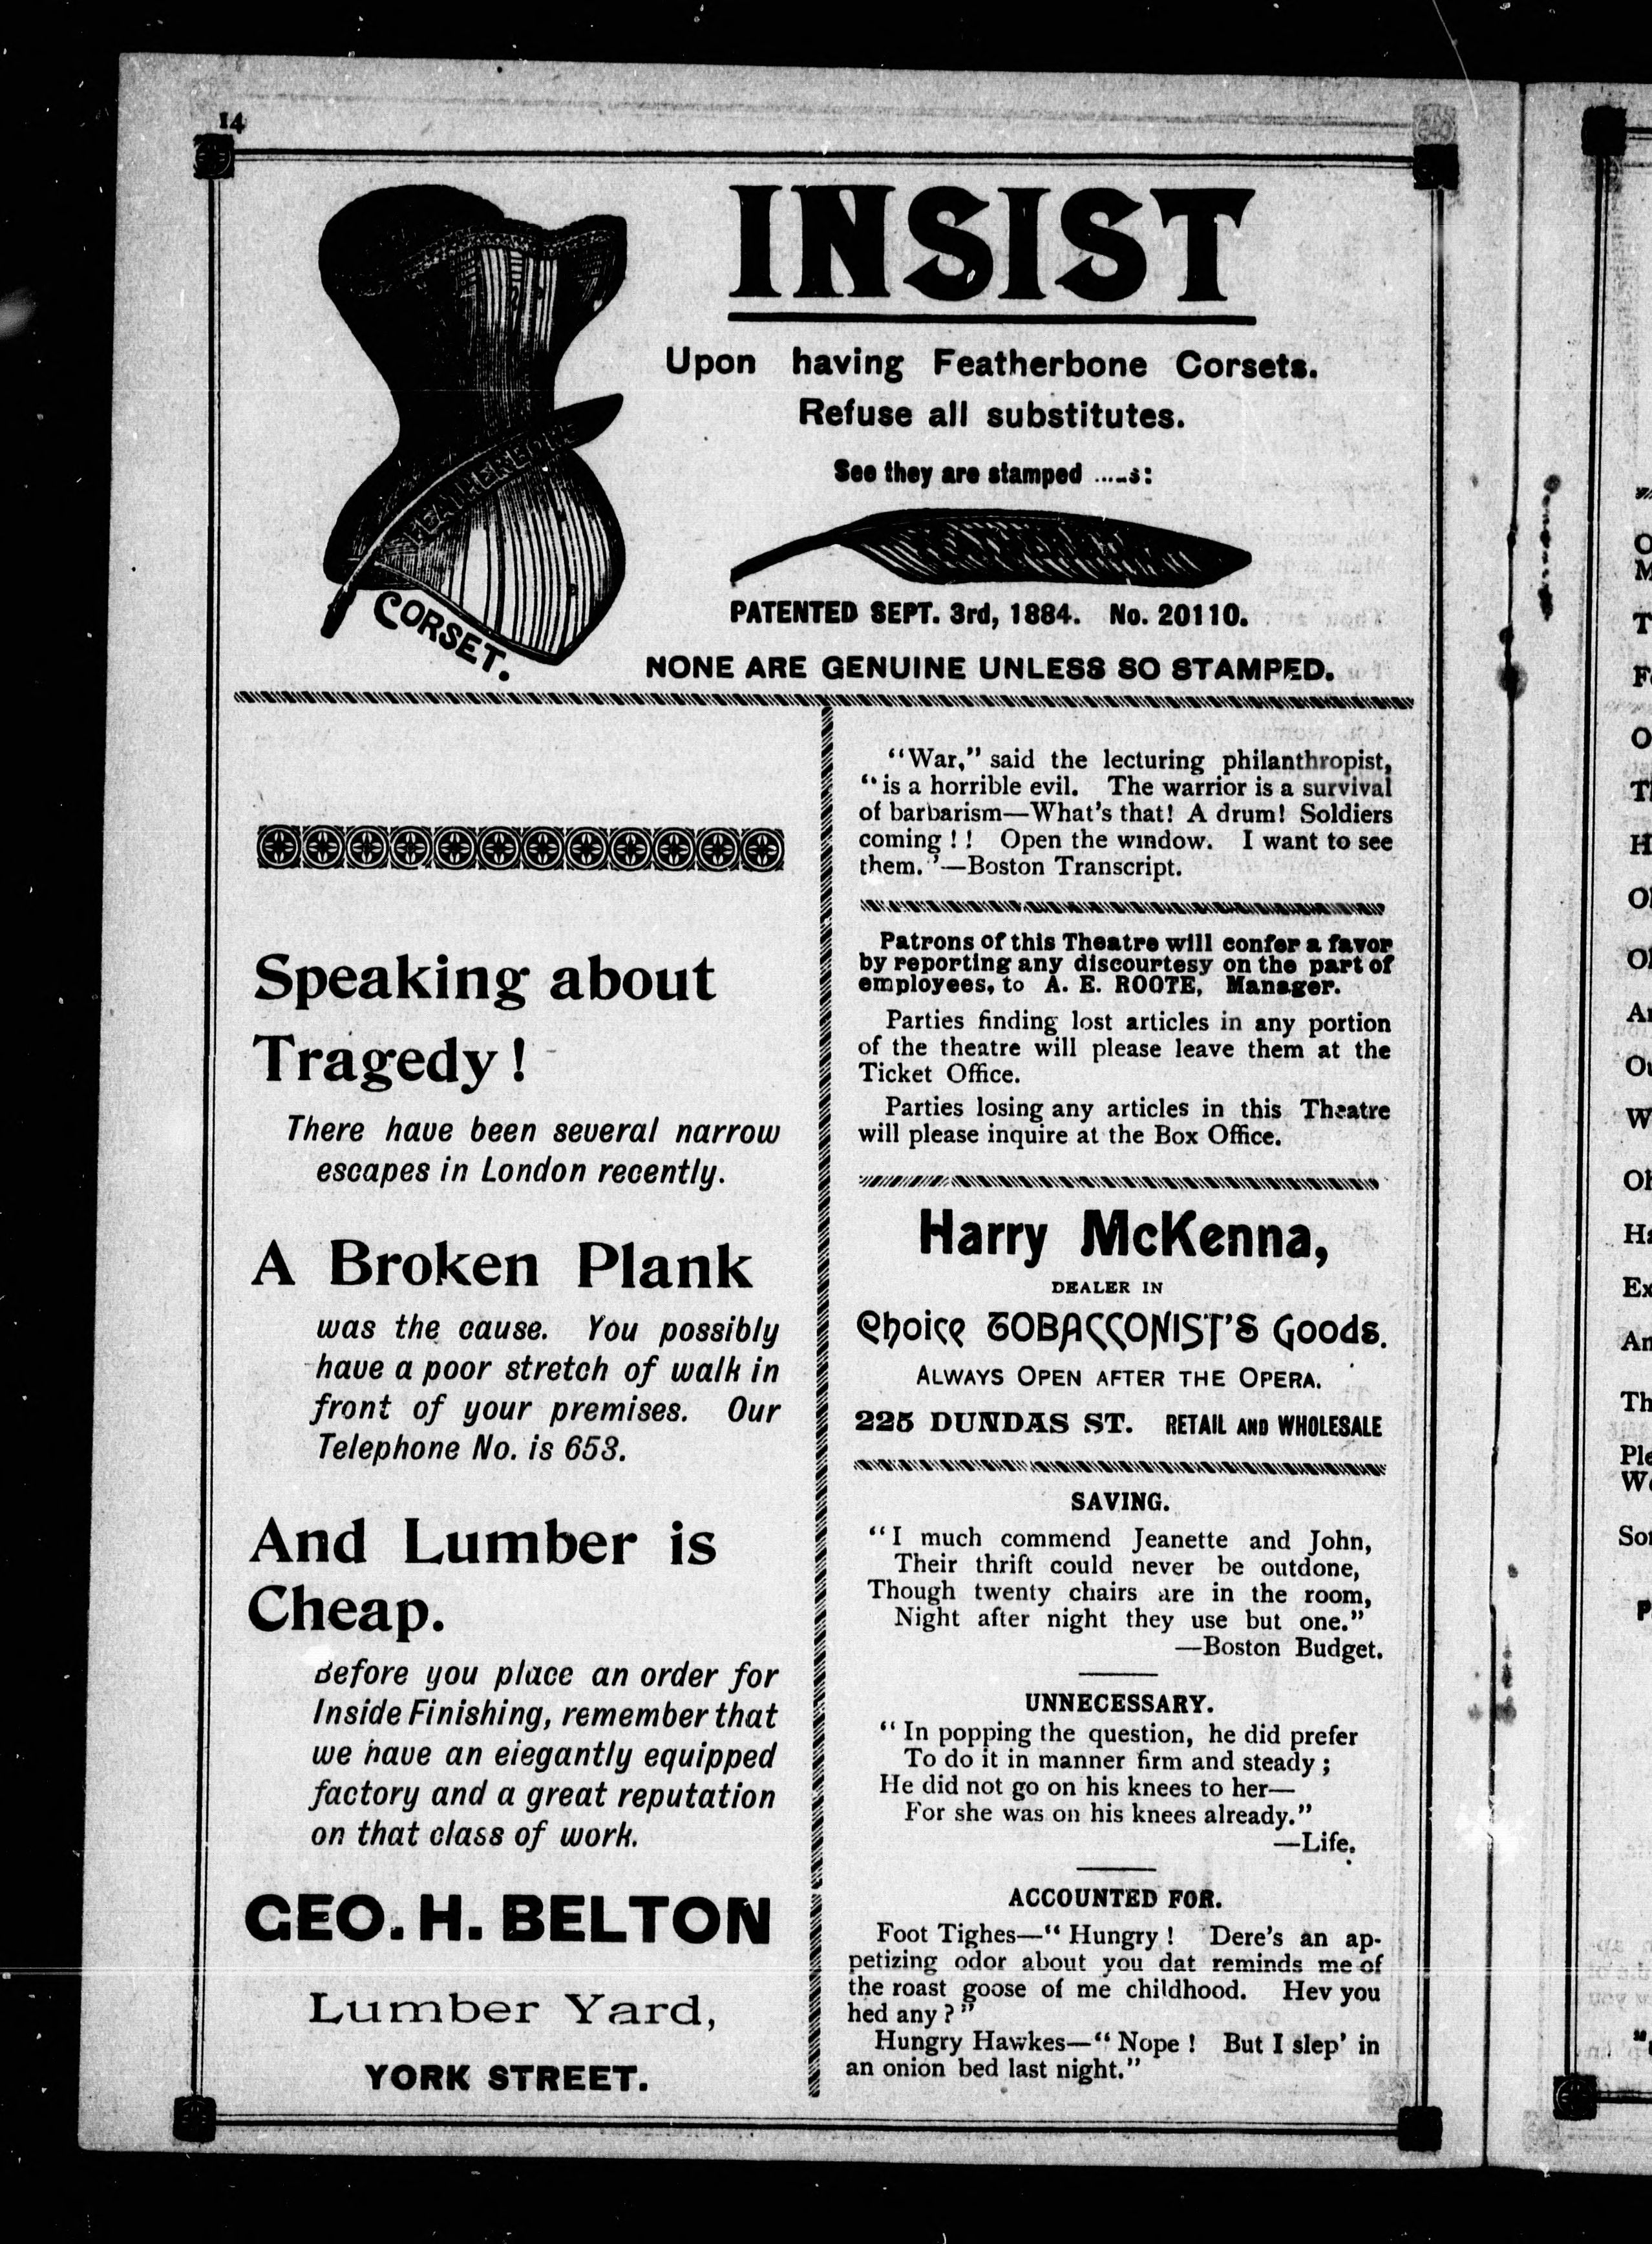 14
INSIST
Upon having Featherbone Corsets.
Refuse all substitutes.
See they are stamped
FEATHERBONE
CORSET.
PATENTED SEPT. 3rd, 1884. No. 20110.
NONE ARE GENUINE UNLESS SO STAMPED.
Speaking about
Tragedy !
There have been several narrow
escapes in London recently.
A Broken Plank
was the cause. You possibly
have a poor stretch of walk in
front of your premises. Our
Telephone No. is 653.
And Lumber is
Cheap.
Before you place an order for
Inside Finishing, remember that
we have an elegantly equipped
factory and a great reputation
on that class of work.
GEO. H. BELTON
Lumber Yard,
YORK STREET.
“War,” said the lecturing philanthropist,
“is a horrible evil. The warrior is a survival
of barbarism—What’s that! A drum! Soldiers
coming ! ! Open the window. I want to see
them.”—Boston Transcript.
Patrons of this Theatre will confer a favor
by reporting any discourtesy on the part of
employees, to A. E. ROOTE, Manager.
Parties finding lost articles in any portion
of the theatre will please leave them at the
Ticket Office.
Parties losing any articles in this Theatre
will please inquire at the Box Office.
Harry McKenna,
DEALER IN
Choice TOBACCONIST’S Goods.
ALWAYS OPEN AFTER THE OPERA.
225 DUNDAS ST. RETAIL AND WHOLESALE
SAVING.
“I much commend Jeanette and John,
Their thrift could never be outdone,
Though twenty chairs are in the room,
Night after night they use but one.”
—Boston Budget.
UNNECESSARY.
“In popping the question, he did prefer
To do it in manner firm and steady ;
He did not go on his knees to her—
For she was on his knees already.”
—Life.
ACCOUNTED FOR.
Foot Tighes—“ Hungry ! Dere’s an ap-
petizing odor about you dat reminds me of
the roast goose of me childhood. Hev you
hed any ? ”
Hungry Hawkes—“ Nope ! But I slep’ in
an onion bed last night.”